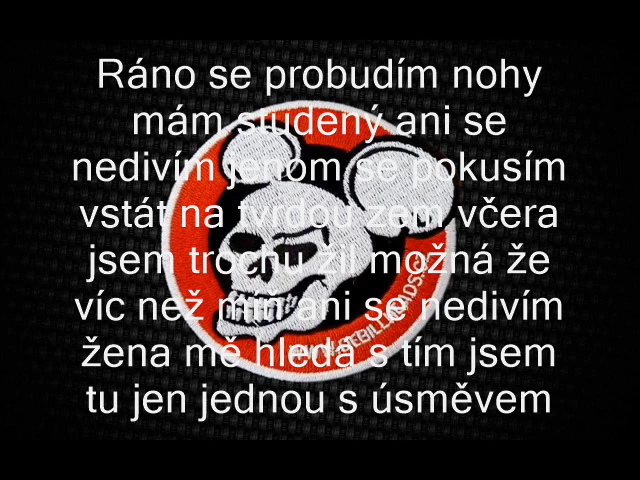 Ráno se probudím nohy
mám studený ani se
nedivím jenom se pokusím
vstát na tvrdou zem včera
jsem trochu žil možná že
víc než min ani se nedivím
žena mě hledá s tím jsem
tu jen jednou s úsměvem